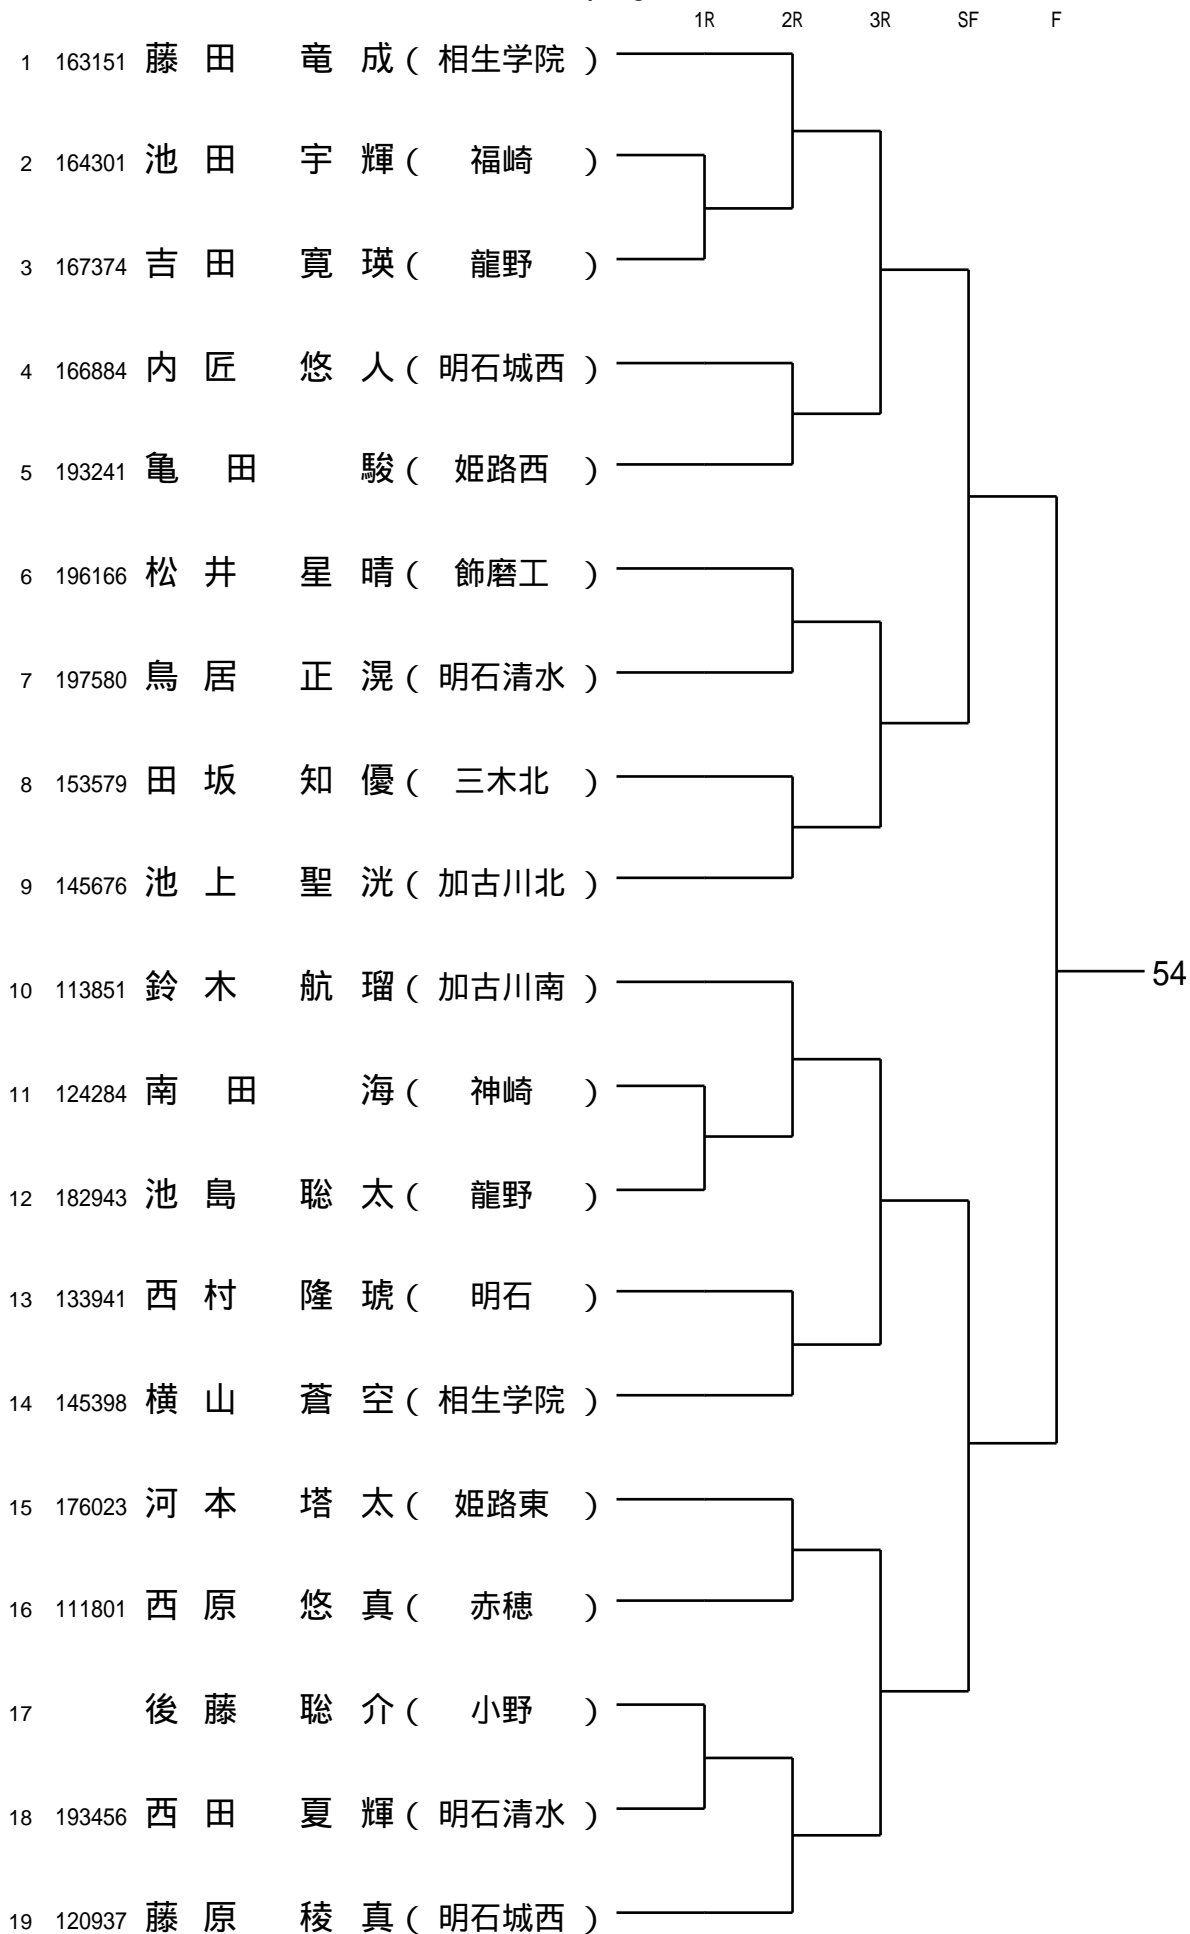 1R 2R 3R SF F
1 163151 藤田 竜成 ( 相生学院 )
2 164301 池田 宇輝 ( 福崎 )
3 167374 吉田 寛瑛 ( 龍野 )
4 166884 内匠 悠人 ( 明石城西 )
5 193241 亀田 駿 ( 姫路西 )
6 196166 松井 星晴 ( 飾磨工 )
7 197580 鳥居 正滉 ( 明石清水 )
8 153579 田坂 知優 ( 三木北 )
9 145676 池上 聖洸 ( 加古川北 )
54
10 113851 鈴木 航瑠 ( 加古川南 )
11 124284 南田 海 ( 神崎 )
12 182943 池島 聡太 ( 龍野 )
13 133941 西村 隆琥 ( 明石 )
14 145398 横山 蒼空 ( 相生学院 )
15 176023 河本 塔太 ( 姫路東 )
16 111801 西原 悠真 ( 赤穂 )
17 後藤 聡介 ( 小野 )
18 193456 西田 夏輝 ( 明石清水 )
19 120937 藤原 稜真 ( 明石城西 )